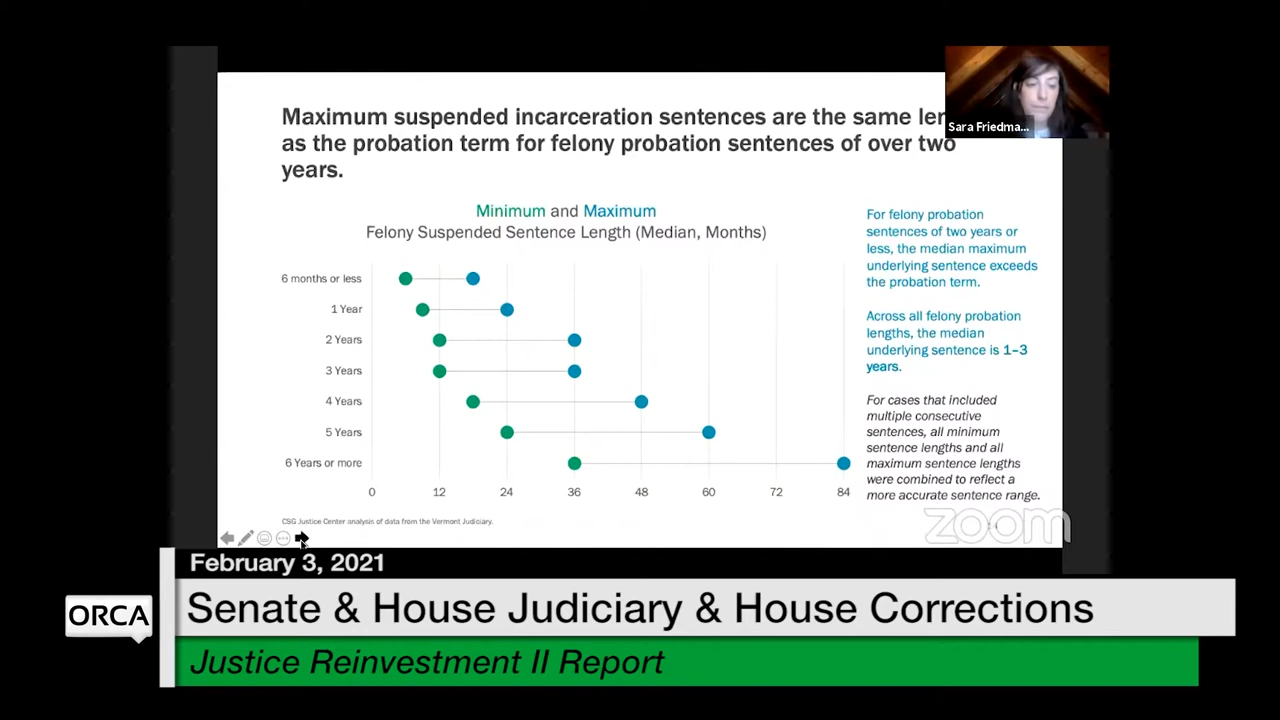 Maximum suspended incarceration sentences are the same len
as the probation term for felony probation sentences of over two
years.
Sara Friedma...
Minimum and Maximum
Felony Suspended Sentence Length (Median, Months)
6 months or less
1 Year
2 Years
3 Years
4 Years
5 Years
6 Years or more
0 12 24 36 48 60 72 84
For felony probation
sentences of two years or
less, the median maximum
underlying sentence exceeds
the probation term.
Across all felony probation
lengths, the median
underlying sentence is 1–3
years.
For cases that included
multiple consecutive
sentences, all minimum
sentence lengths and all
maximum sentence lengths
were combined to reflect a
more accurate sentence range.
CSG Justice Center analysis of data from the Vermont Judiciary.
zoom
February 3, 2021
ORCA
Senate & House Judiciary & House Corrections
Justice Reinvestment II Report